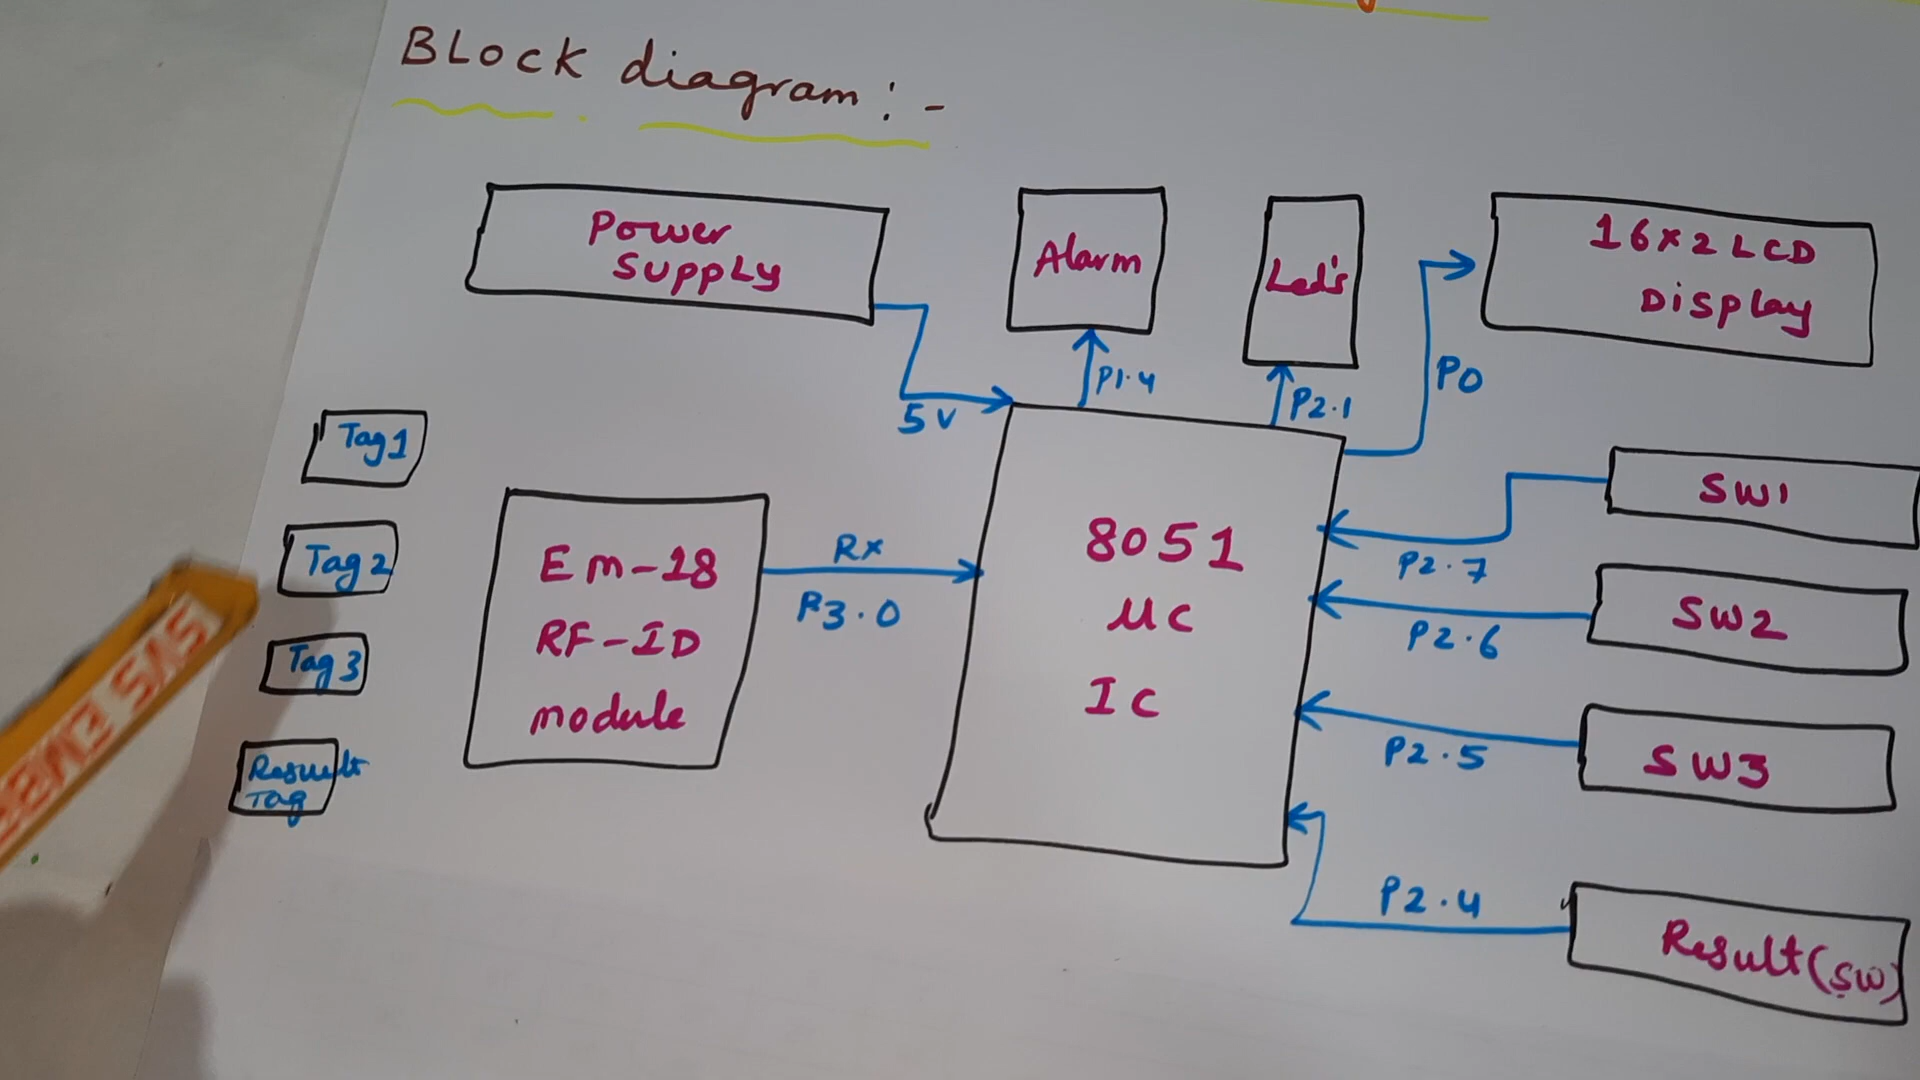 BLock diagram:-
Power
supply
Alarm
Led's
16x2 LCD
Display
P1.4
P2.1
P0
5V
Tag1
Tag2
Tag3
Result
Tag
Em-18
RF-ID
module
Rx
P3.0
8051
UC
IC
SW1
P2.7
SW2
P2.6
SW3
P2.5
P2.4
Result(SW)